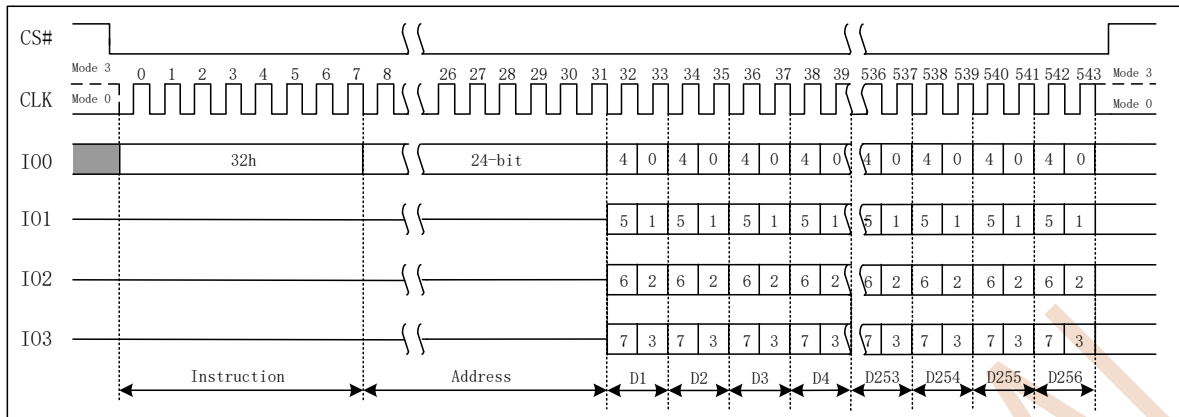 CS#
Mode 3 0 1 2 3 4 5 6 7 8 26 27 28 29 30 31 32 33 34 35 36 37 38 39 536 537 538 539 540 541 542 543 Mode 3
CLK Mode 0 Mode 0
IO0 32h 24-bit 4 0 4 0 4 0 4 0 4 0 4 0 4 0 4 0
IO1 5 1 5 1 5 1 5 1 5 1 5 1 5 1 5 1
IO2 6 2 6 2 6 2 6 2 6 2 6 2 6 2 6 2
IO3 7 3 7 3 7 3 7 3 7 3 7 3 7 3 7 3
Instruction Address D1 D2 D3 D4 D253 D254 D255 D256